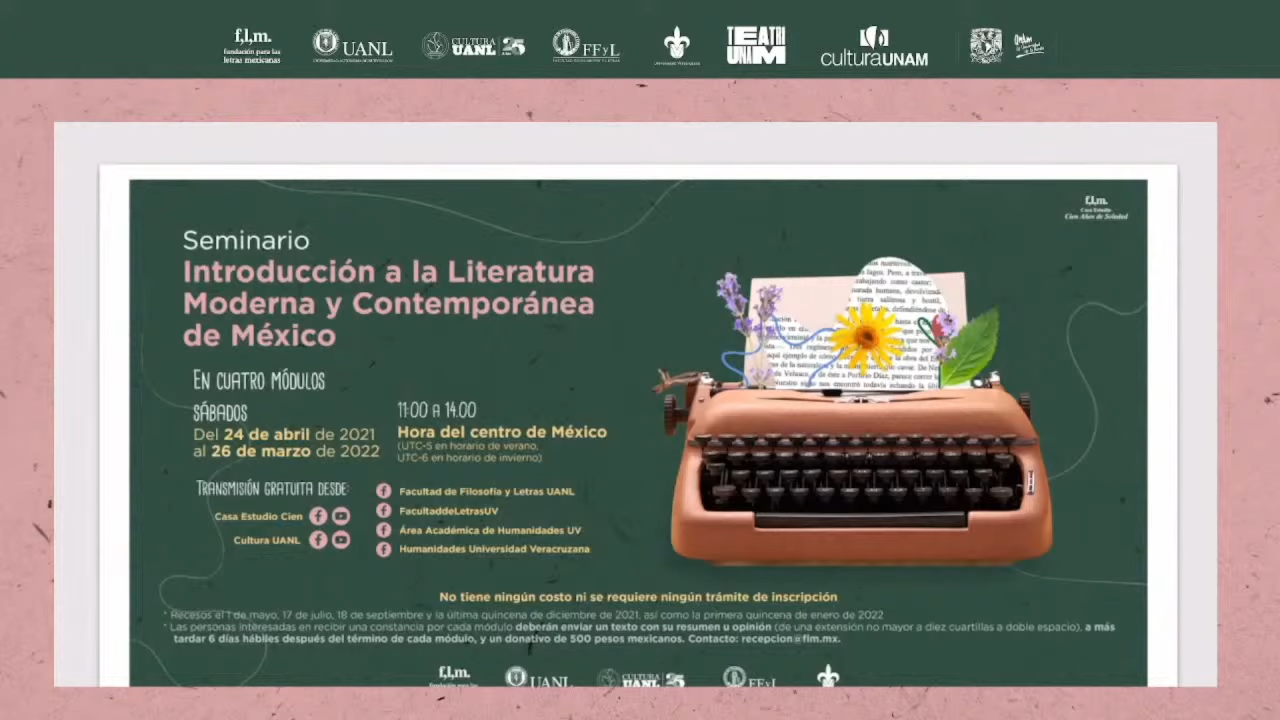 f,l,m.
fundación para las
letras mexicanas
UANL
CULTURA
UANL 25
FFyL
Universidad Veracruzana
TEATRO
UNAM
culturaUNAM
f,l,m.
Casa Estudio
Cien Años de Soledad
Seminario
Introducción a la Literatura
Moderna y Contemporánea
de México
EN CUATRO MÓDULOS
SÁBADOS
Del 24 de abril de 2021
al 26 de marzo de 2022
11:00 A 14.00
Hora del centro de México
(UTC-5 en horario de verano,
UTC-6 en horario de invierno)
TRANSMISIÓN GRATUITA DESDE:
Casa Estudio Cien
Cultura UANL
Facultad de Filosofía y Letras UANL
FacultaddeLetrasUV
Área Académica de Humanidades UV
Humanidades Universidad Veracruzana
No tiene ningún costo ni se requiere ningún trámite de inscripción
* Recesos el 1 de mayo, 17 de julio, 18 de septiembre y la última quincena de diciembre de 2021, así como la primera quincena de enero de 2022
* Las personas interesadas en recibir una constancia por cada módulo deberán enviar un texto con su resumen u opinión (de una extensión no mayor a diez cuartillas a doble espacio), a más
tardar 6 días hábiles después del término de cada módulo, y un donativo de 500 pesos mexicanos. Contacto: recepcion@flm.mx.
f,l,m.
UANL
CULTURA
UANL 25
FFyL